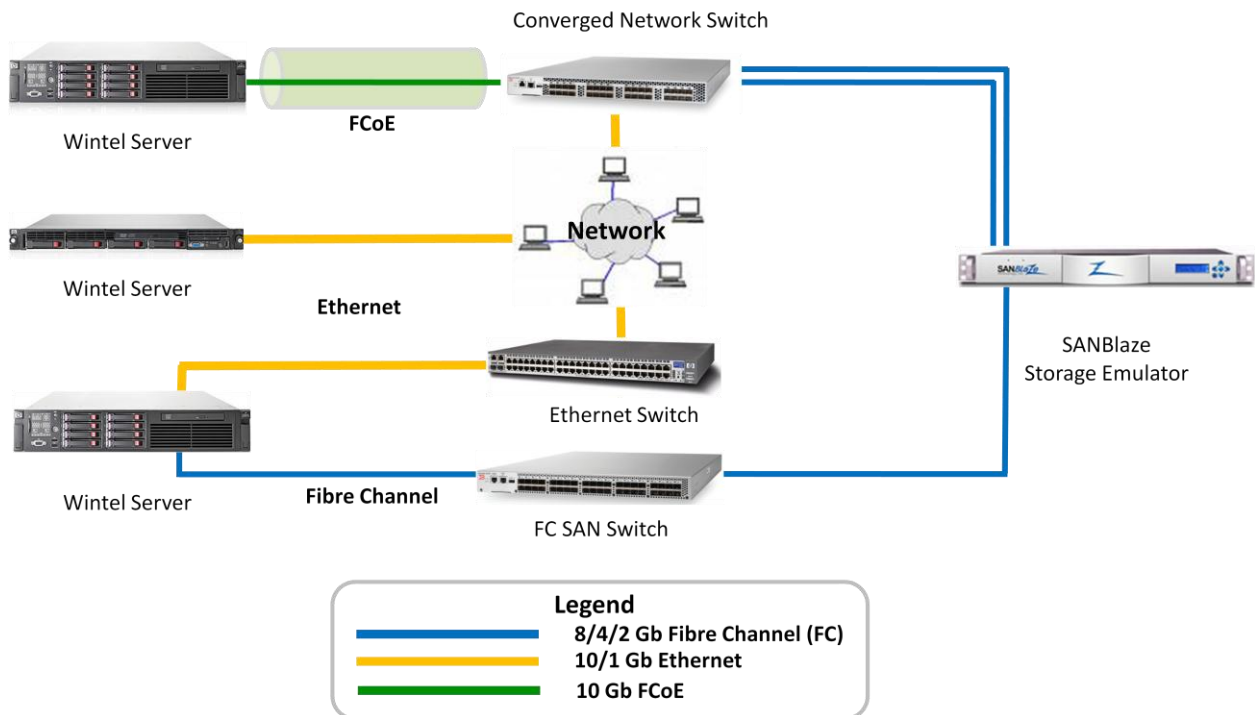 Converged Network Switch
FCoE
Wintel Server
Network
Wintel Server
Ethernet
SANBlaZe
SANBlaze
Storage Emulator
Ethernet Switch
Wintel Server
Fibre Channel
FC SAN Switch
Legend
8/4/2 Gb Fibre Channel (FC)
10/1 Gb Ethernet
10 Gb FCoE